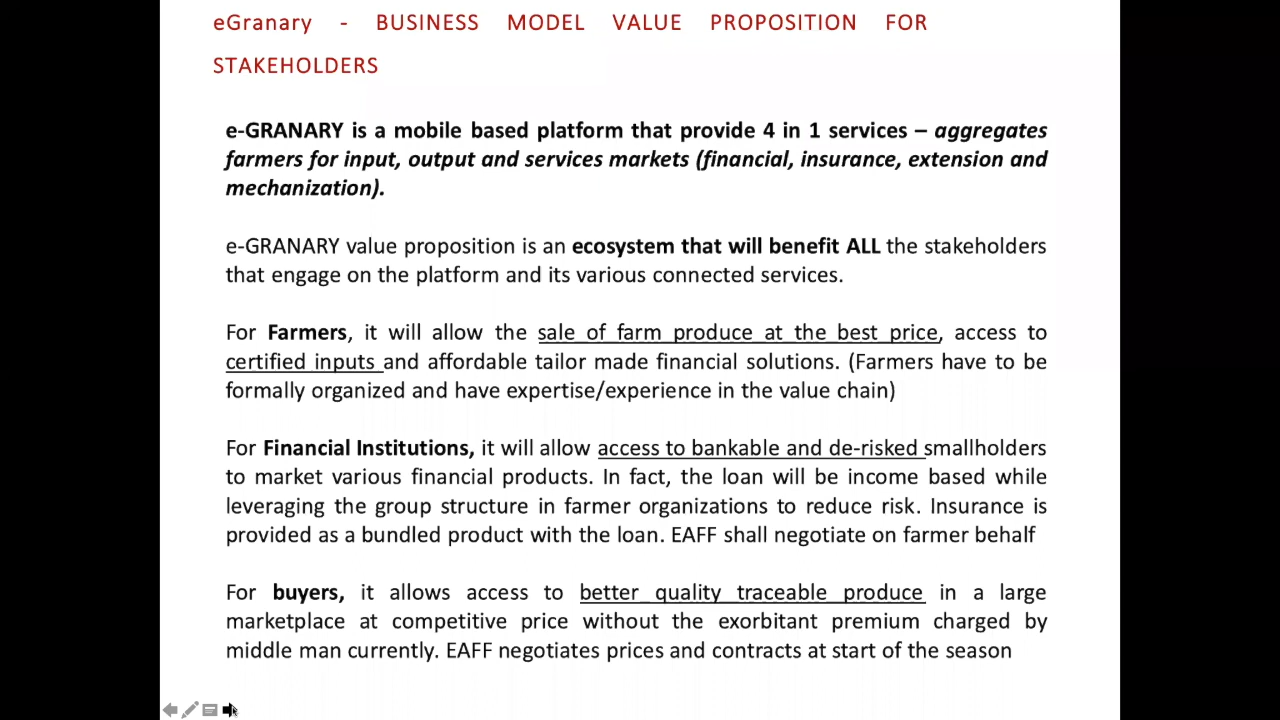 eGranary - BUSINESS MODEL VALUE PROPOSITION FOR
STAKEHOLDERS
e-GRANARY is a mobile based platform that provide 4 in 1 services – aggregates
farmers for input, output and services markets (financial, insurance, extension and
mechanization).
e-GRANARY value proposition is an ecosystem that will benefit ALL the stakeholders
that engage on the platform and its various connected services.
For Farmers, it will allow the sale of farm produce at the best price, access to
certified inputs and affordable tailor made financial solutions. (Farmers have to be
formally organized and have expertise/experience in the value chain)
For Financial Institutions, it will allow access to bankable and de-risked smallholders
to market various financial products. In fact, the loan will be income based while
leveraging the group structure in farmer organizations to reduce risk. Insurance is
provided as a bundled product with the loan. EAFF shall negotiate on farmer behalf
For buyers, it allows access to better quality traceable produce in a large
marketplace at competitive price without the exorbitant premium charged by
middle man currently. EAFF negotiates prices and contracts at start of the season